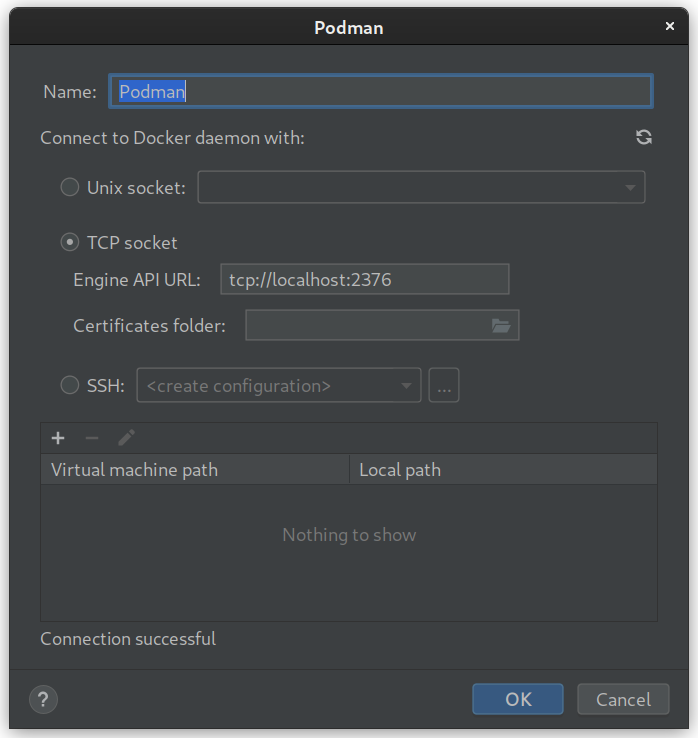 Podman
Name: Podman
Connect to Docker daemon with:
Unix socket:
TCP socket
Engine API URL: tcp://localhost:2376
Certificates folder:
SSH: <create configuration> ...
Virtual machine path Local path
Nothing to show
Connection successful
? OK Cancel